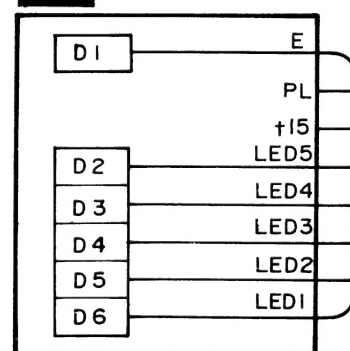 D1 E
PL
+15
D2 LED5
D3 LED4
D4 LED3
D5 LED2
D6 LED1